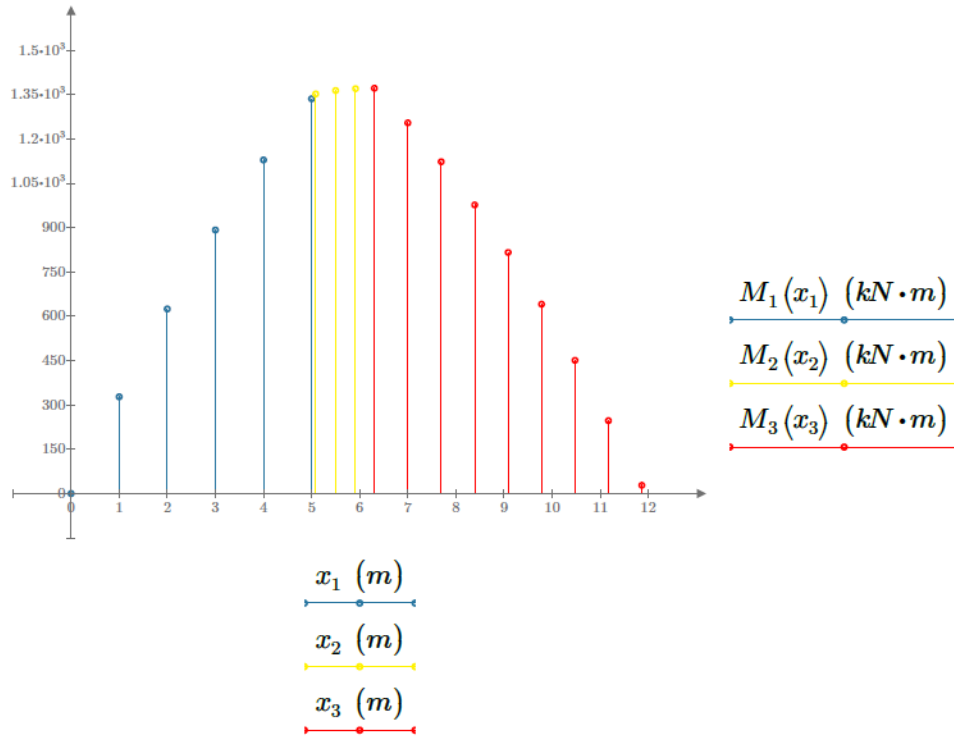 1.5·10³
1.35·10³
1.2·10³
1.05·10³
900
750
600
450
300
150
0
0 1 2 3 4 5 6 7 8 9 10 11 12
M₁(x₁) (kN·m)
M₂(x₂) (kN·m)
M₃(x₃) (kN·m)
x₁ (m)
x₂ (m)
x₃ (m)